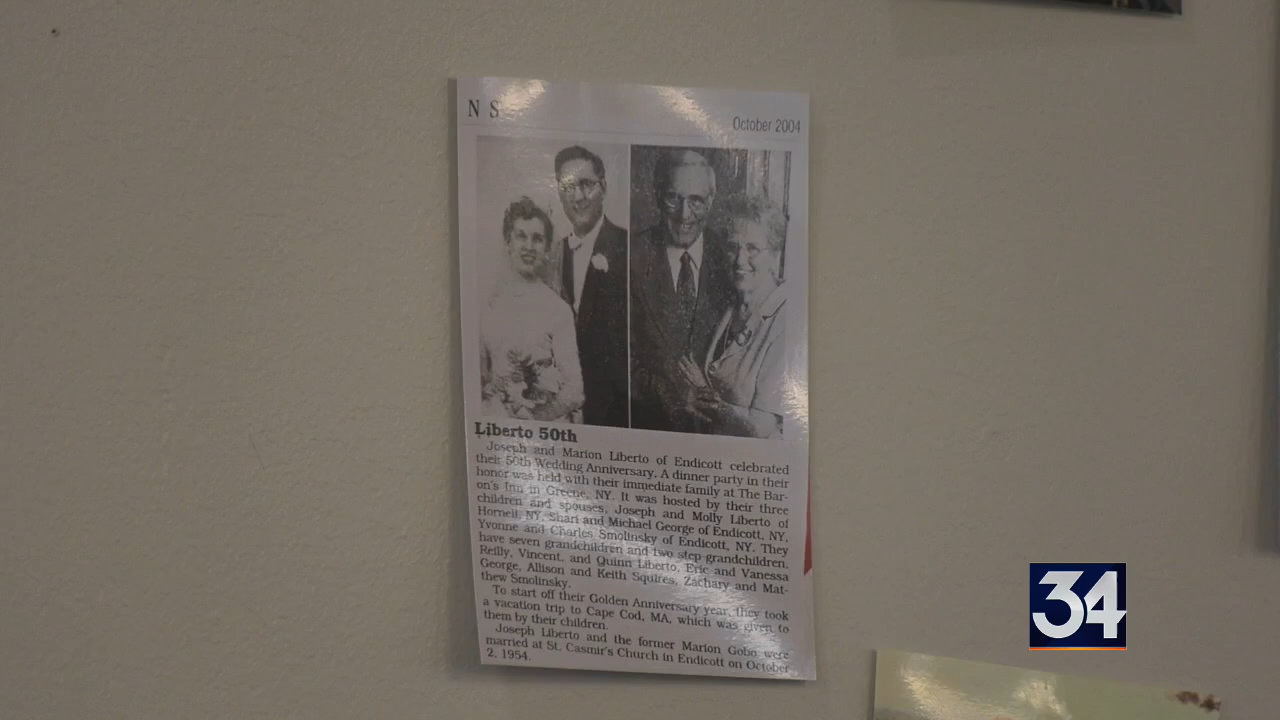 N S
October 2004
Liberto 50th
Joseph and Marion Liberto of Endicott celebrated
their 50th Wedding Anniversary. A dinner party in their
honor was held with their immediate family at The Bar-
on's Inn in Greene, NY. It was hosted by their three
children and spouses, Joseph and Molly Liberto of
Hornell, NY, Shari and Michael George of Endicott, NY,
Yvonne and Charles Smolinsky of Endicott, NY. They
have seven grandchildren and two step-grandchildren,
Reilly, Vincent, and Quinn Liberto, Eric and Vanessa
George, Allison and Keith Squires, Zachary and Mat-
thew Smolinsky.
To start off their Golden Anniversary year, they took
a vacation trip to Cape Cod, MA, which was given to
them by their children.
Joseph Liberto and the former Marion Gobo were
married at St. Casmir's Church in Endicott on October
2, 1954.
34